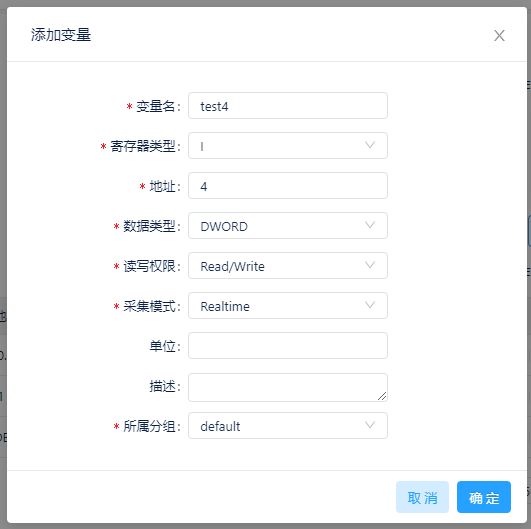 添加变量
* 变量名: test4
* 寄存器类型: I
* 地址: 4
* 数据类型: DWORD
* 读写权限: Read/Write
* 采集模式: Realtime
单位:
描述:
* 所属分组: default
取 消 确 定